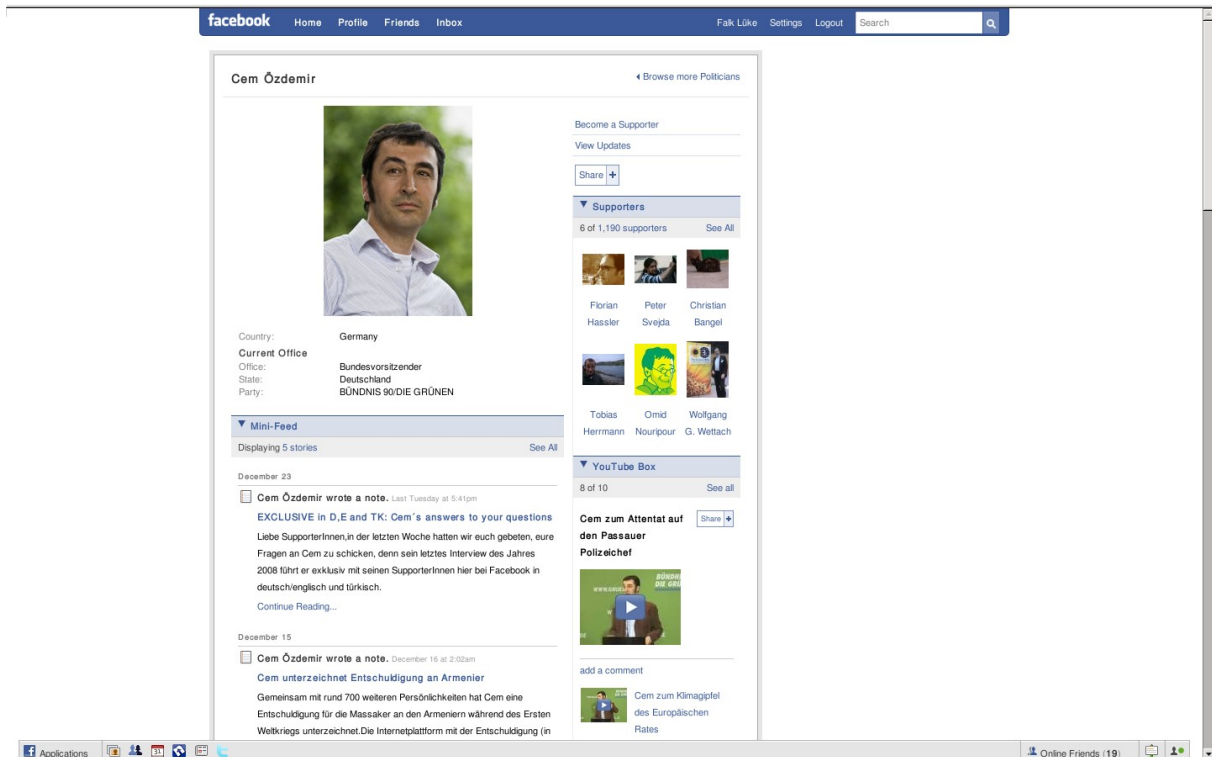 facebook Home Profile Friends Inbox Falk Lüke Settings Logout Search
Cem Özdemir
Browse more Politicians
Country: Germany
Current Office
Office: Bundesvorsitzender
State: Deutschland
Party: BÜNDNIS 90/DIE GRÜNEN
Mini-Feed
Displaying 5 stories See All
December 23
Cem Özdemir wrote a note. Last Tuesday at 5:41pm
EXCLUSIVE in D,E and TK: Cem´s answers to your questions
Liebe SupporterInnen,in der letzten Woche hatten wir euch gebeten, eure
Fragen an Cem zu schicken, denn sein letztes Interview des Jahres
2008 führt er exklusiv mit seinen SupporterInnen hier bei Facebook in
deutsch/englisch und türkisch.
Continue Reading...
December 15
Cem Özdemir wrote a note. December 16 at 2:02am
Cem unterzeichnet Entschuldigung an Armenier
Gemeinsam mit rund 700 weiteren Persönlichkeiten hat Cem eine
Entschuldigung für die Massaker an den Armeniern während des Ersten
Weltkriegs unterzeichnet.Die Internetplattform mit der Entschuldigung (in
Become a Supporter
View Updates
Share +
Supporters
6 of 1,190 supporters See All
Florian Peter Christian
Hassler Svejda Bangel
Tobias Omid Wolfgang
Herrmann Nouripour G. Wettach
YouTube Box
8 of 10 See all
Cem zum Attentat auf Share +
den Passauer
Polizeichef
add a comment
Cem zum Klimagipfel
des Europäischen
Rates
Applications 31 Online Friends (19)